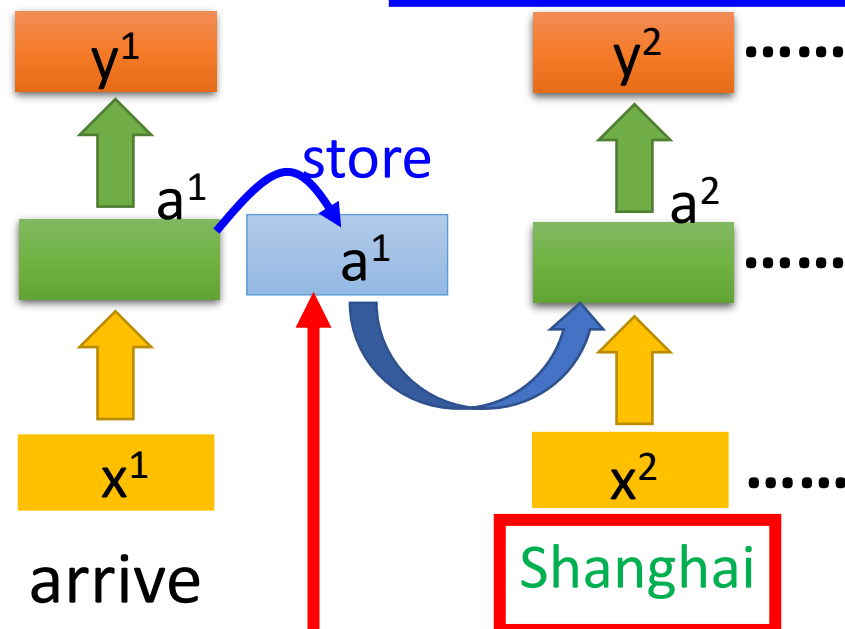 y¹ y² ……
store
a¹ a²
a¹ ……
x¹ x² ……
arrive Shanghai